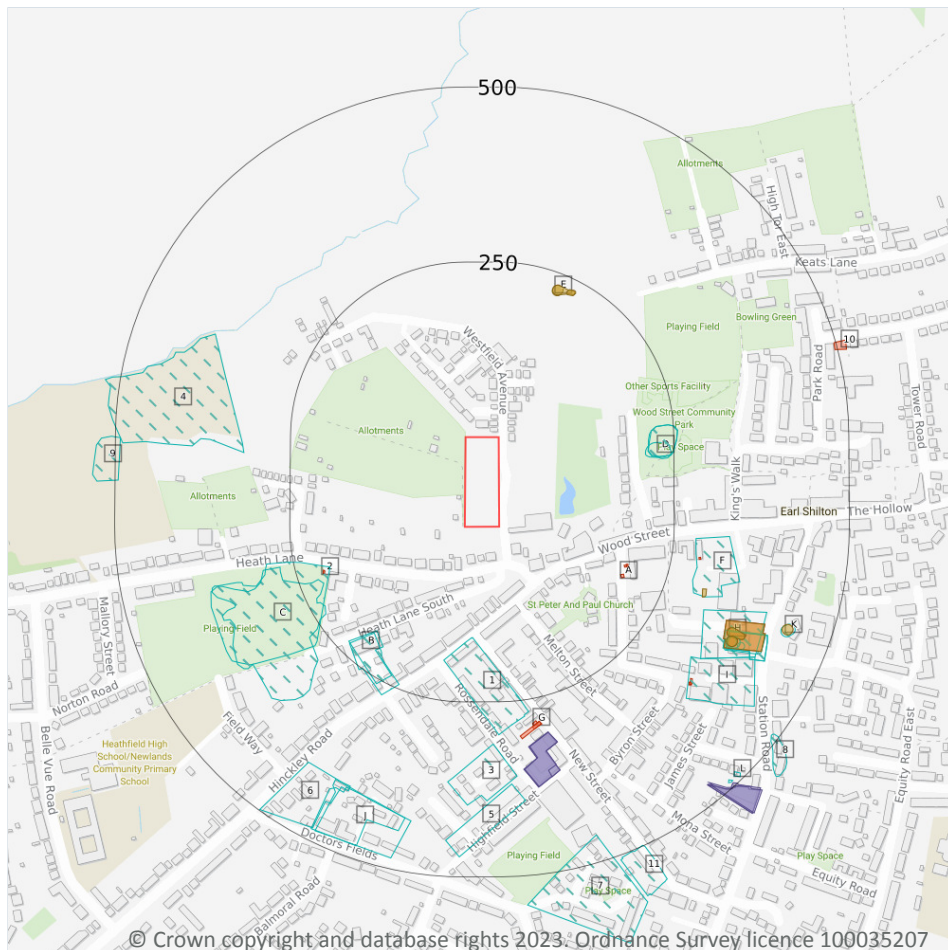 500
Allotments
High Tor East
Keats Lane
250
E
Bowling Green
Playing Field
Westfield Avenue
10
Park Road
Tower Road
Other Sports Facility
Wood Street Community
Park
Play Space
D
4
9
Allotments
Allotments
King's Walk
Earl Shilton
The Hollow
Wood Street
Heath Lane
2
A
F
Mallory Street
C
Playing Field
Heath Lane South
St Peter And Paul Church
H
K
B
Melton Street
1
I
Norton Road
Rossendale Road
Field Way
G
Byron Street
Station Road
Belle Vue Road
Heathfield High
School/Newlands
Community Primary
School
Hinckley Road
New Street
James Street
8
Equity Road East
3
L
6
J
5
Highfield Street
Mona Street
Doctors Fields
Playing Field
Play Space
11
7
Play Space
Equity Road
Balmoral Road
© Crown copyright and database rights 2023. Ordnance Survey licence 100035207